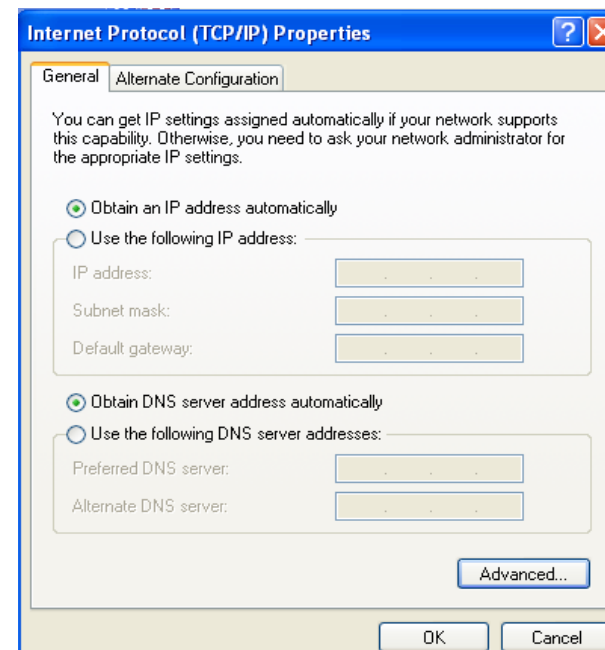 Internet Protocol (TCP/IP) Properties
General
Alternate Configuration
You can get IP settings assigned automatically if your network supports
this capability. Otherwise, you need to ask your network administrator for
the appropriate IP settings.
Obtain an IP address automatically
Use the following IP address:
IP address:
Subnet mask:
Default gateway:
Obtain DNS server address automatically
Use the following DNS server addresses:
Preferred DNS server:
Alternate DNS server:
Advanced...
OK
Cancel